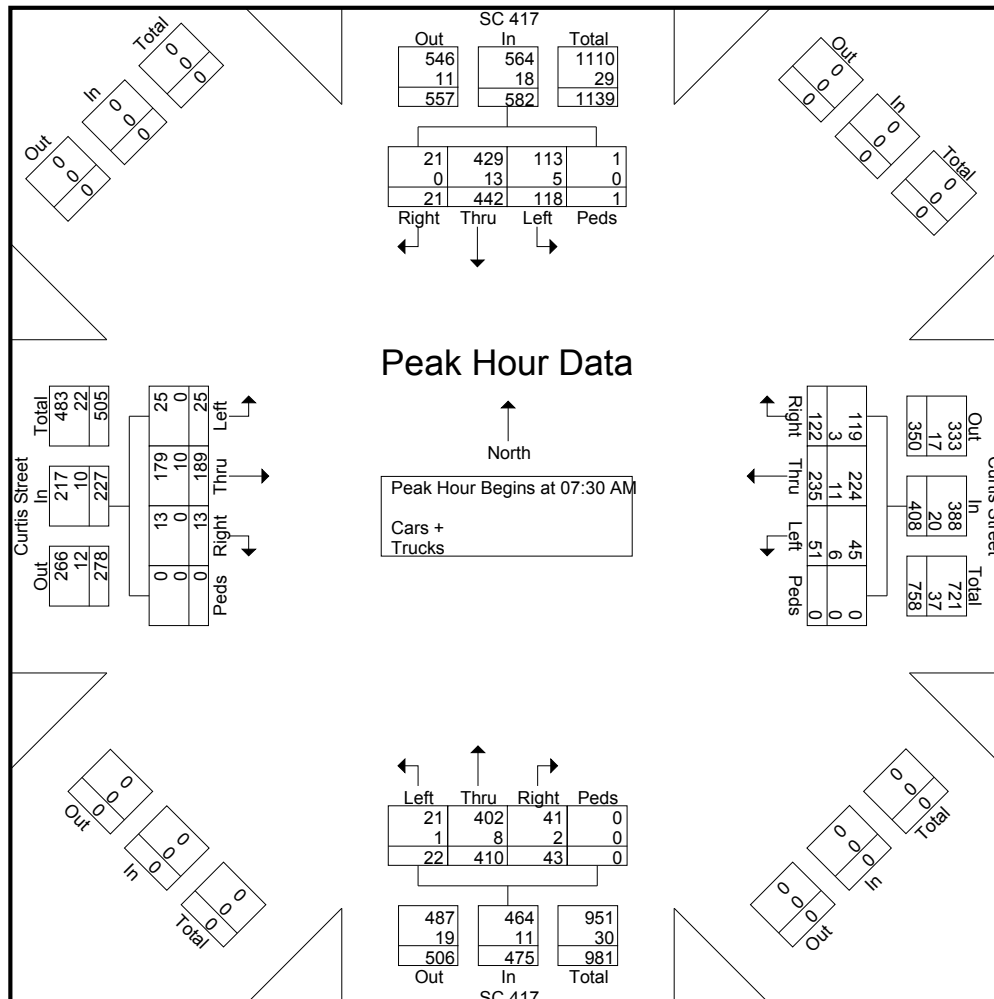 SC 417
Out In Total
546 564 1110
11 18 29
557 582 1139
21 429 113 1
0 13 5 0
21 442 118 1
Right Thru Left Peds
Total
0
0
0
In
0
0
0
Out
0
0
0
Out
0
0
0
In
0
0
0
Total
0
0
0
Peak Hour Data
North
Peak Hour Begins at 07:30 AM
Cars +
Trucks
Curtis Street
Total In Out
483 217 266
22 10 12
505 227 278
25 179 13 0
0 10 0 0
25 189 13 0
Left Thru Right Peds
Right Thru Left Peds
122 235 51 0
3 11 6 0
119 224 45 0
350 408 758
17 20 37
333 388 721
Out In Total
Curtis Street
Left Thru Right Peds
21 402 41 0
1 8 2 0
22 410 43 0
487 464 951
19 11 30
506 475 981
Out In Total
SC 417
0
0
0
Out
0
0
0
In
0
0
0
Total
0
0
0
Total
0
0
0
In
0
0
0
Out